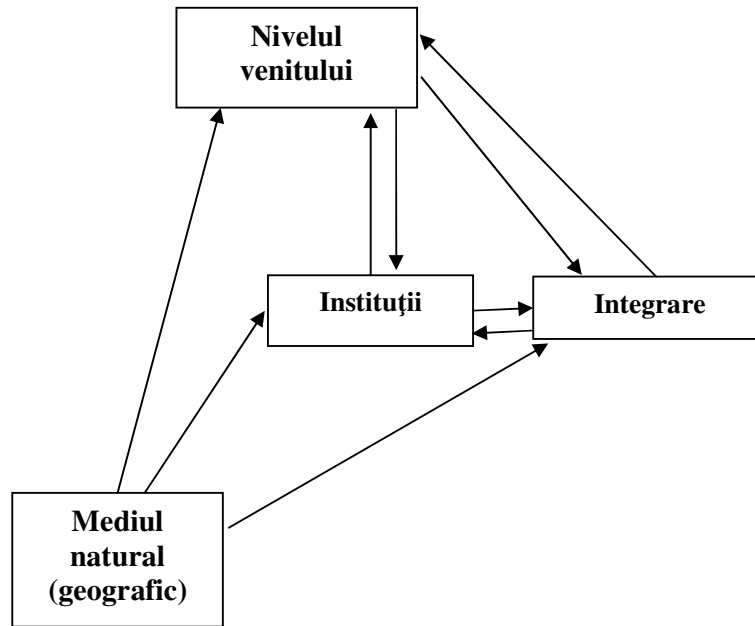 Nivelul
venitului
Instituţii
Integrare
Mediul
natural
(geografic)